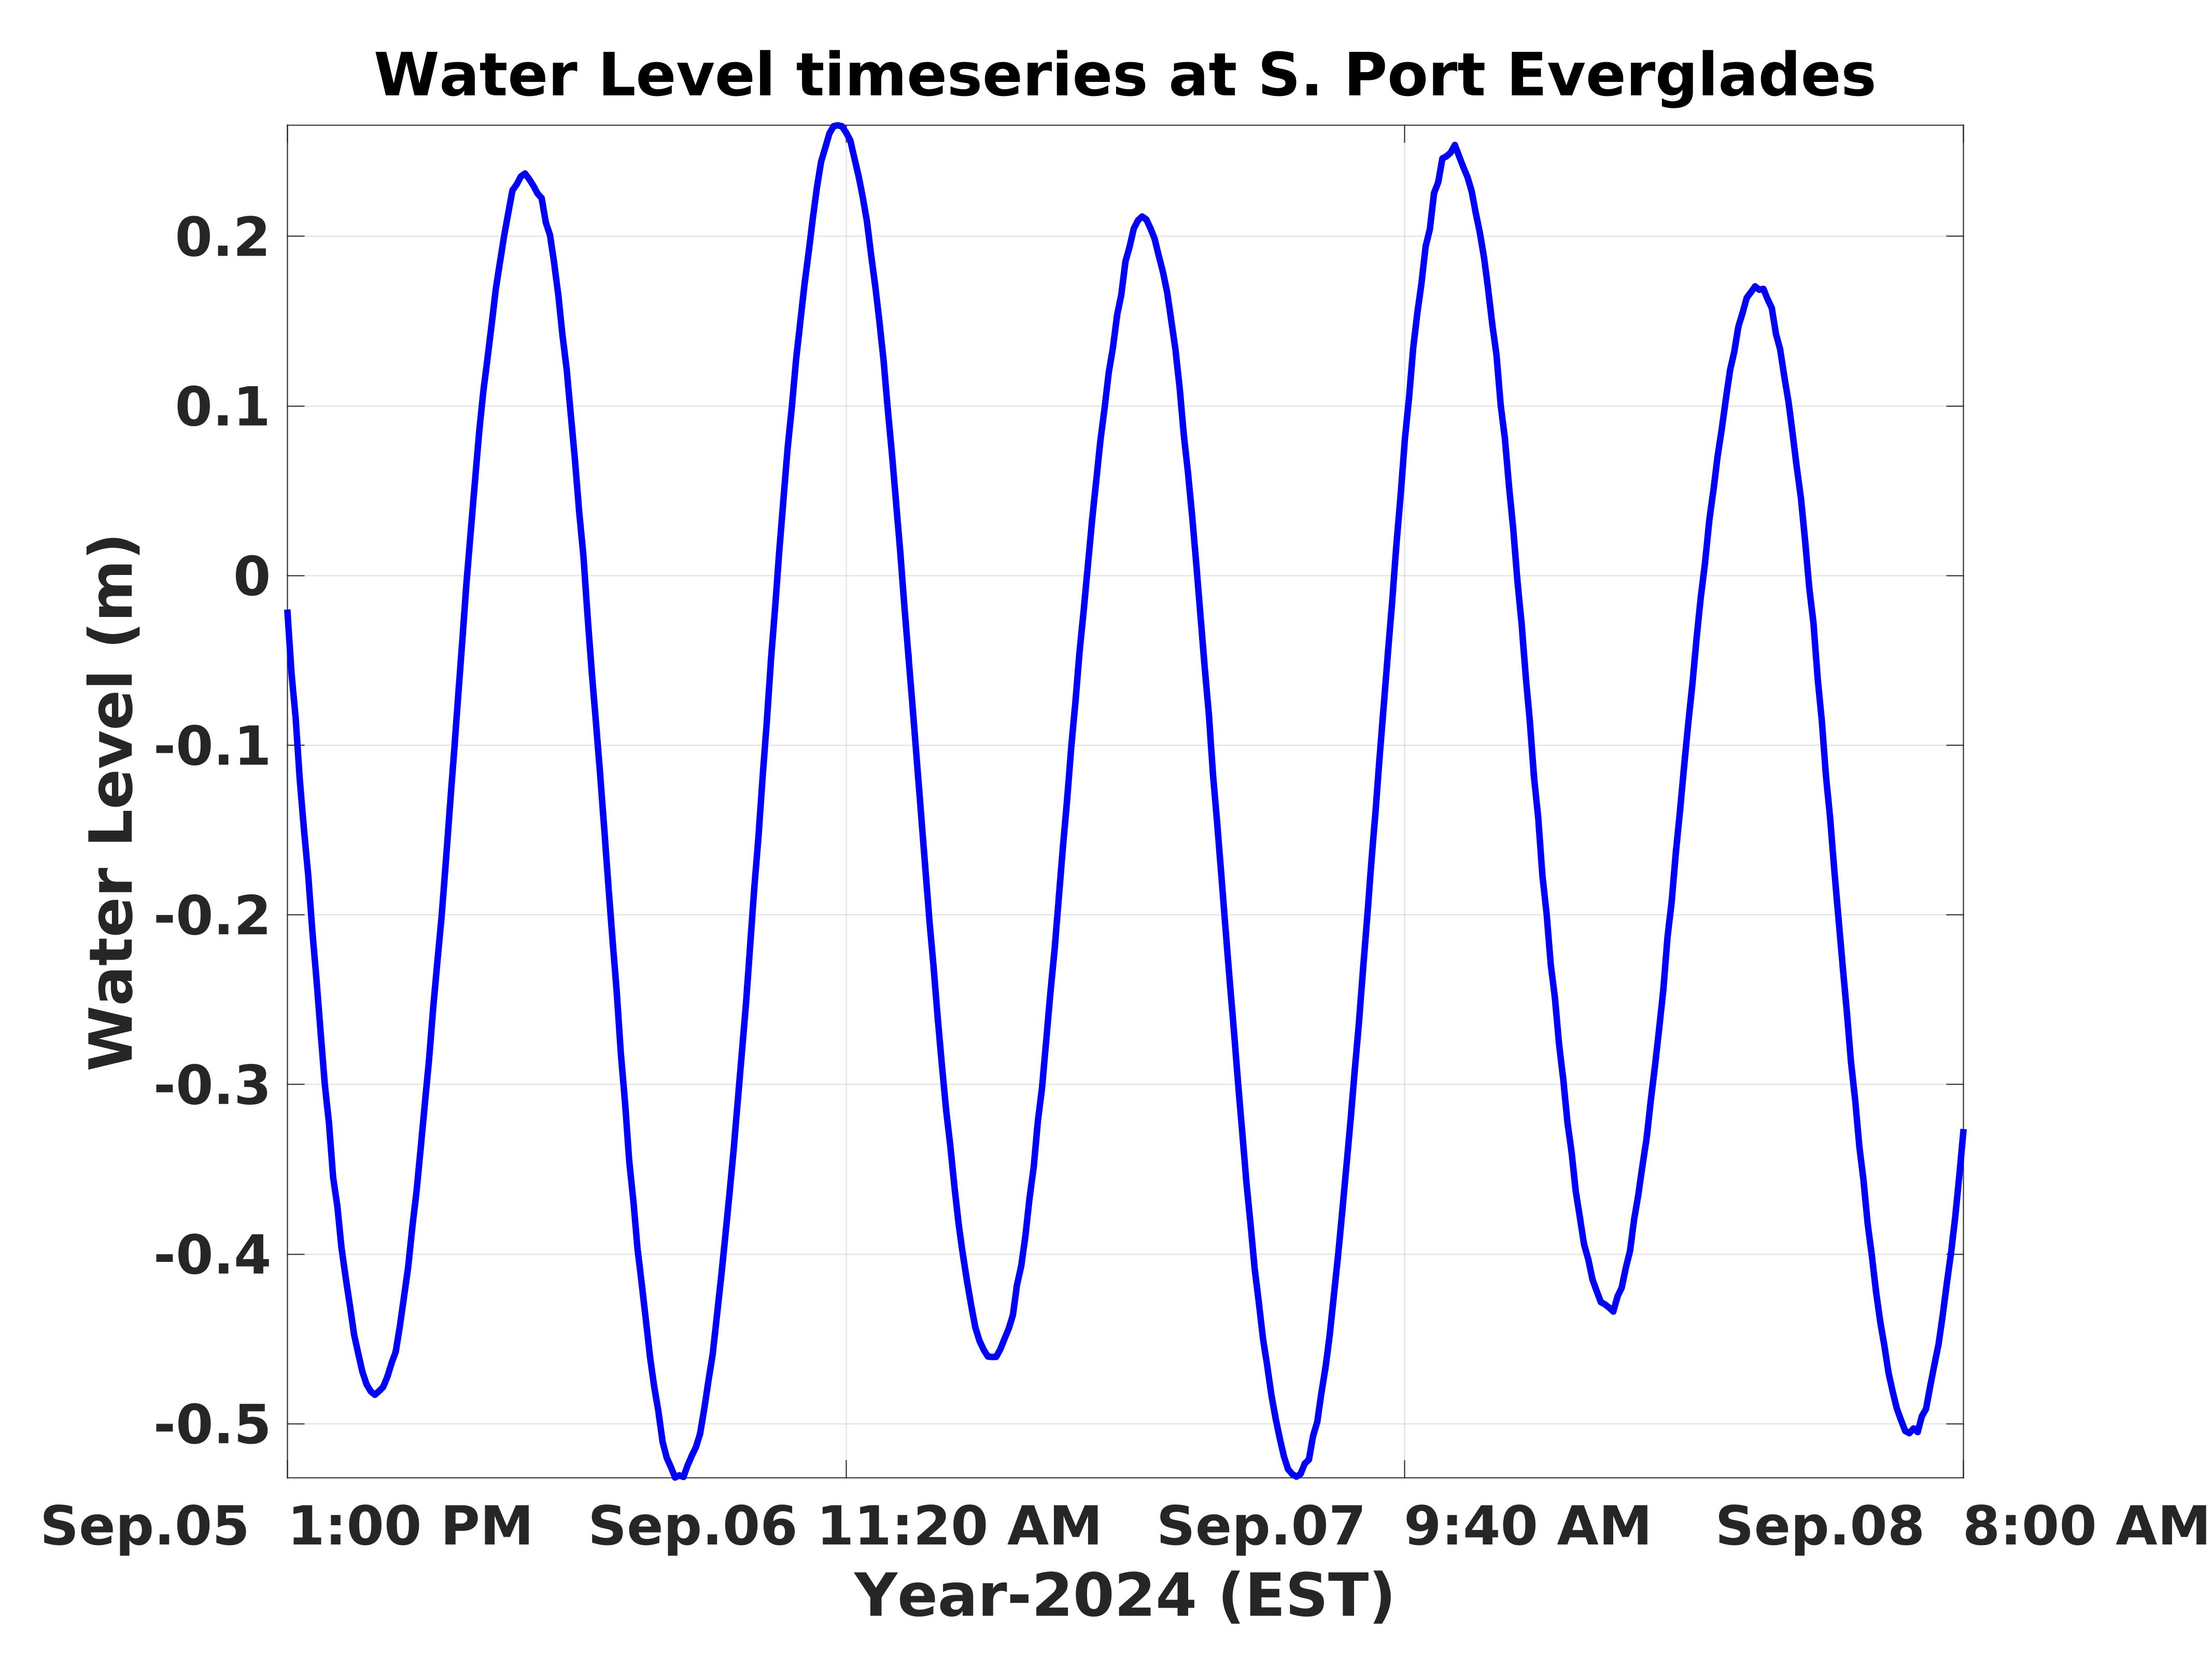 Water Level timeseries at S. Port Everglades
0.2
0.1
0
-0.1
-0.2
-0.3
-0.4
-0.5
Water Level (m)
Sep.05 1:00 PM Sep.06 11:20 AM Sep.07 9:40 AM Sep.08 8:00 AM
Year-2024 (EST)